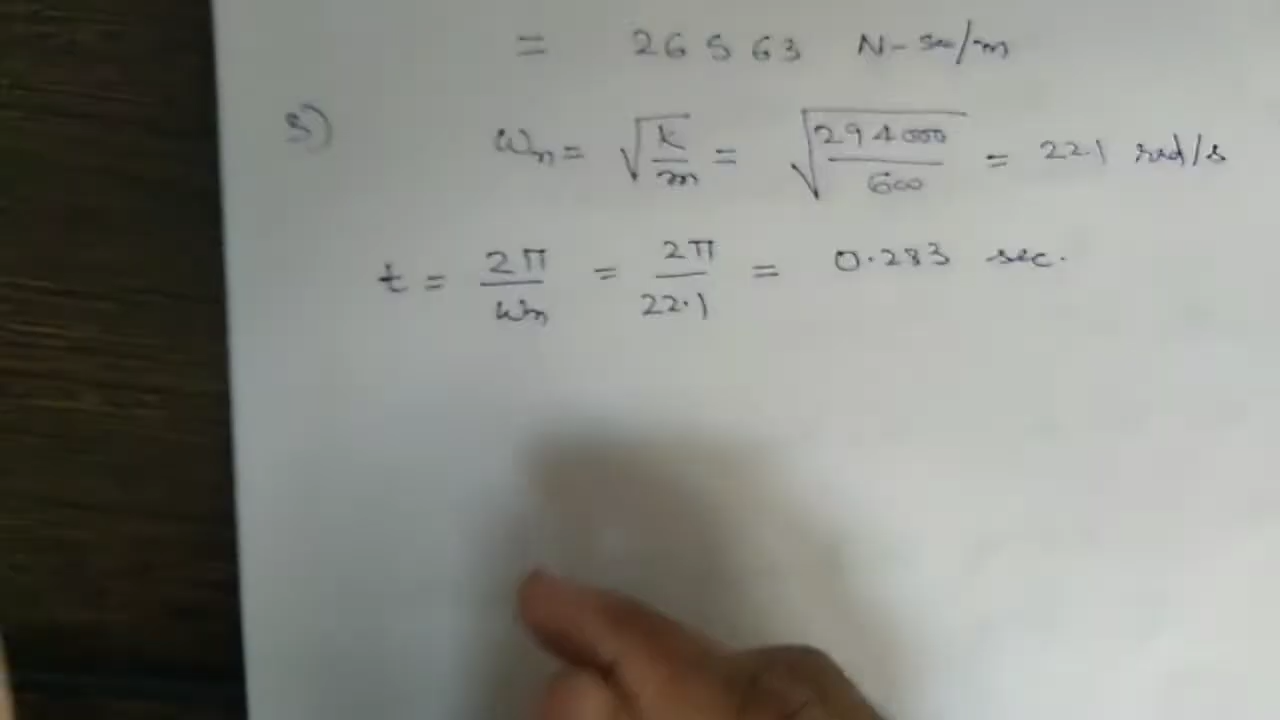 = 26563 N-sec/m
3) ωn = √(k/m) = √(294000/600) = 22.1 rad/s
t = 2π/ωn = 2π/22.1 = 0.283 sec.